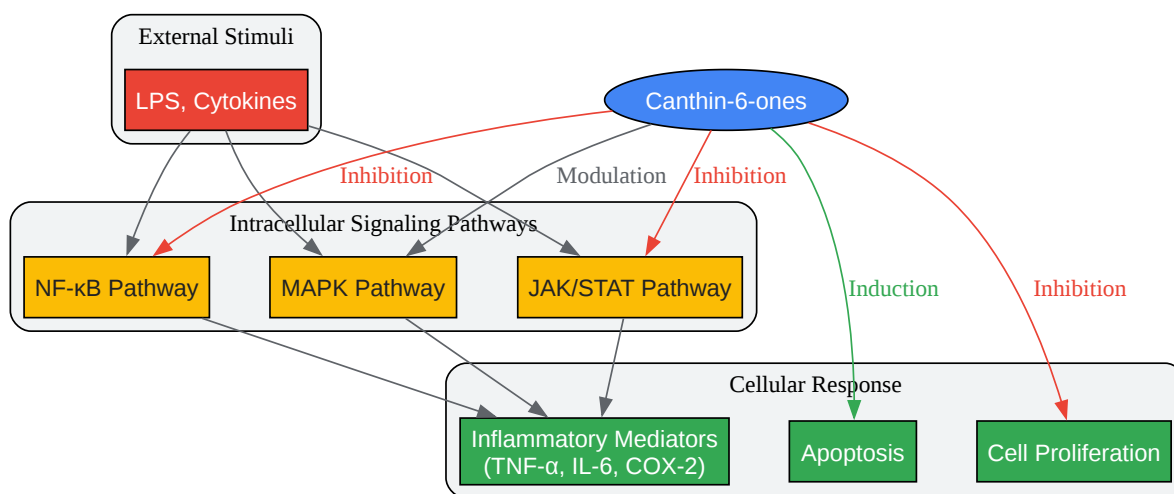 External Stimuli
LPS, Cytokines
Canthin-6-ones
Inhibition
Modulation
Inhibition
Intracellular Signaling Pathways
NF-κB Pathway
MAPK Pathway
JAK/STAT Pathway
Induction
Inhibition
Cellular Response
Inflammatory Mediators
(TNF-α, IL-6, COX-2)
Apoptosis
Cell Proliferation